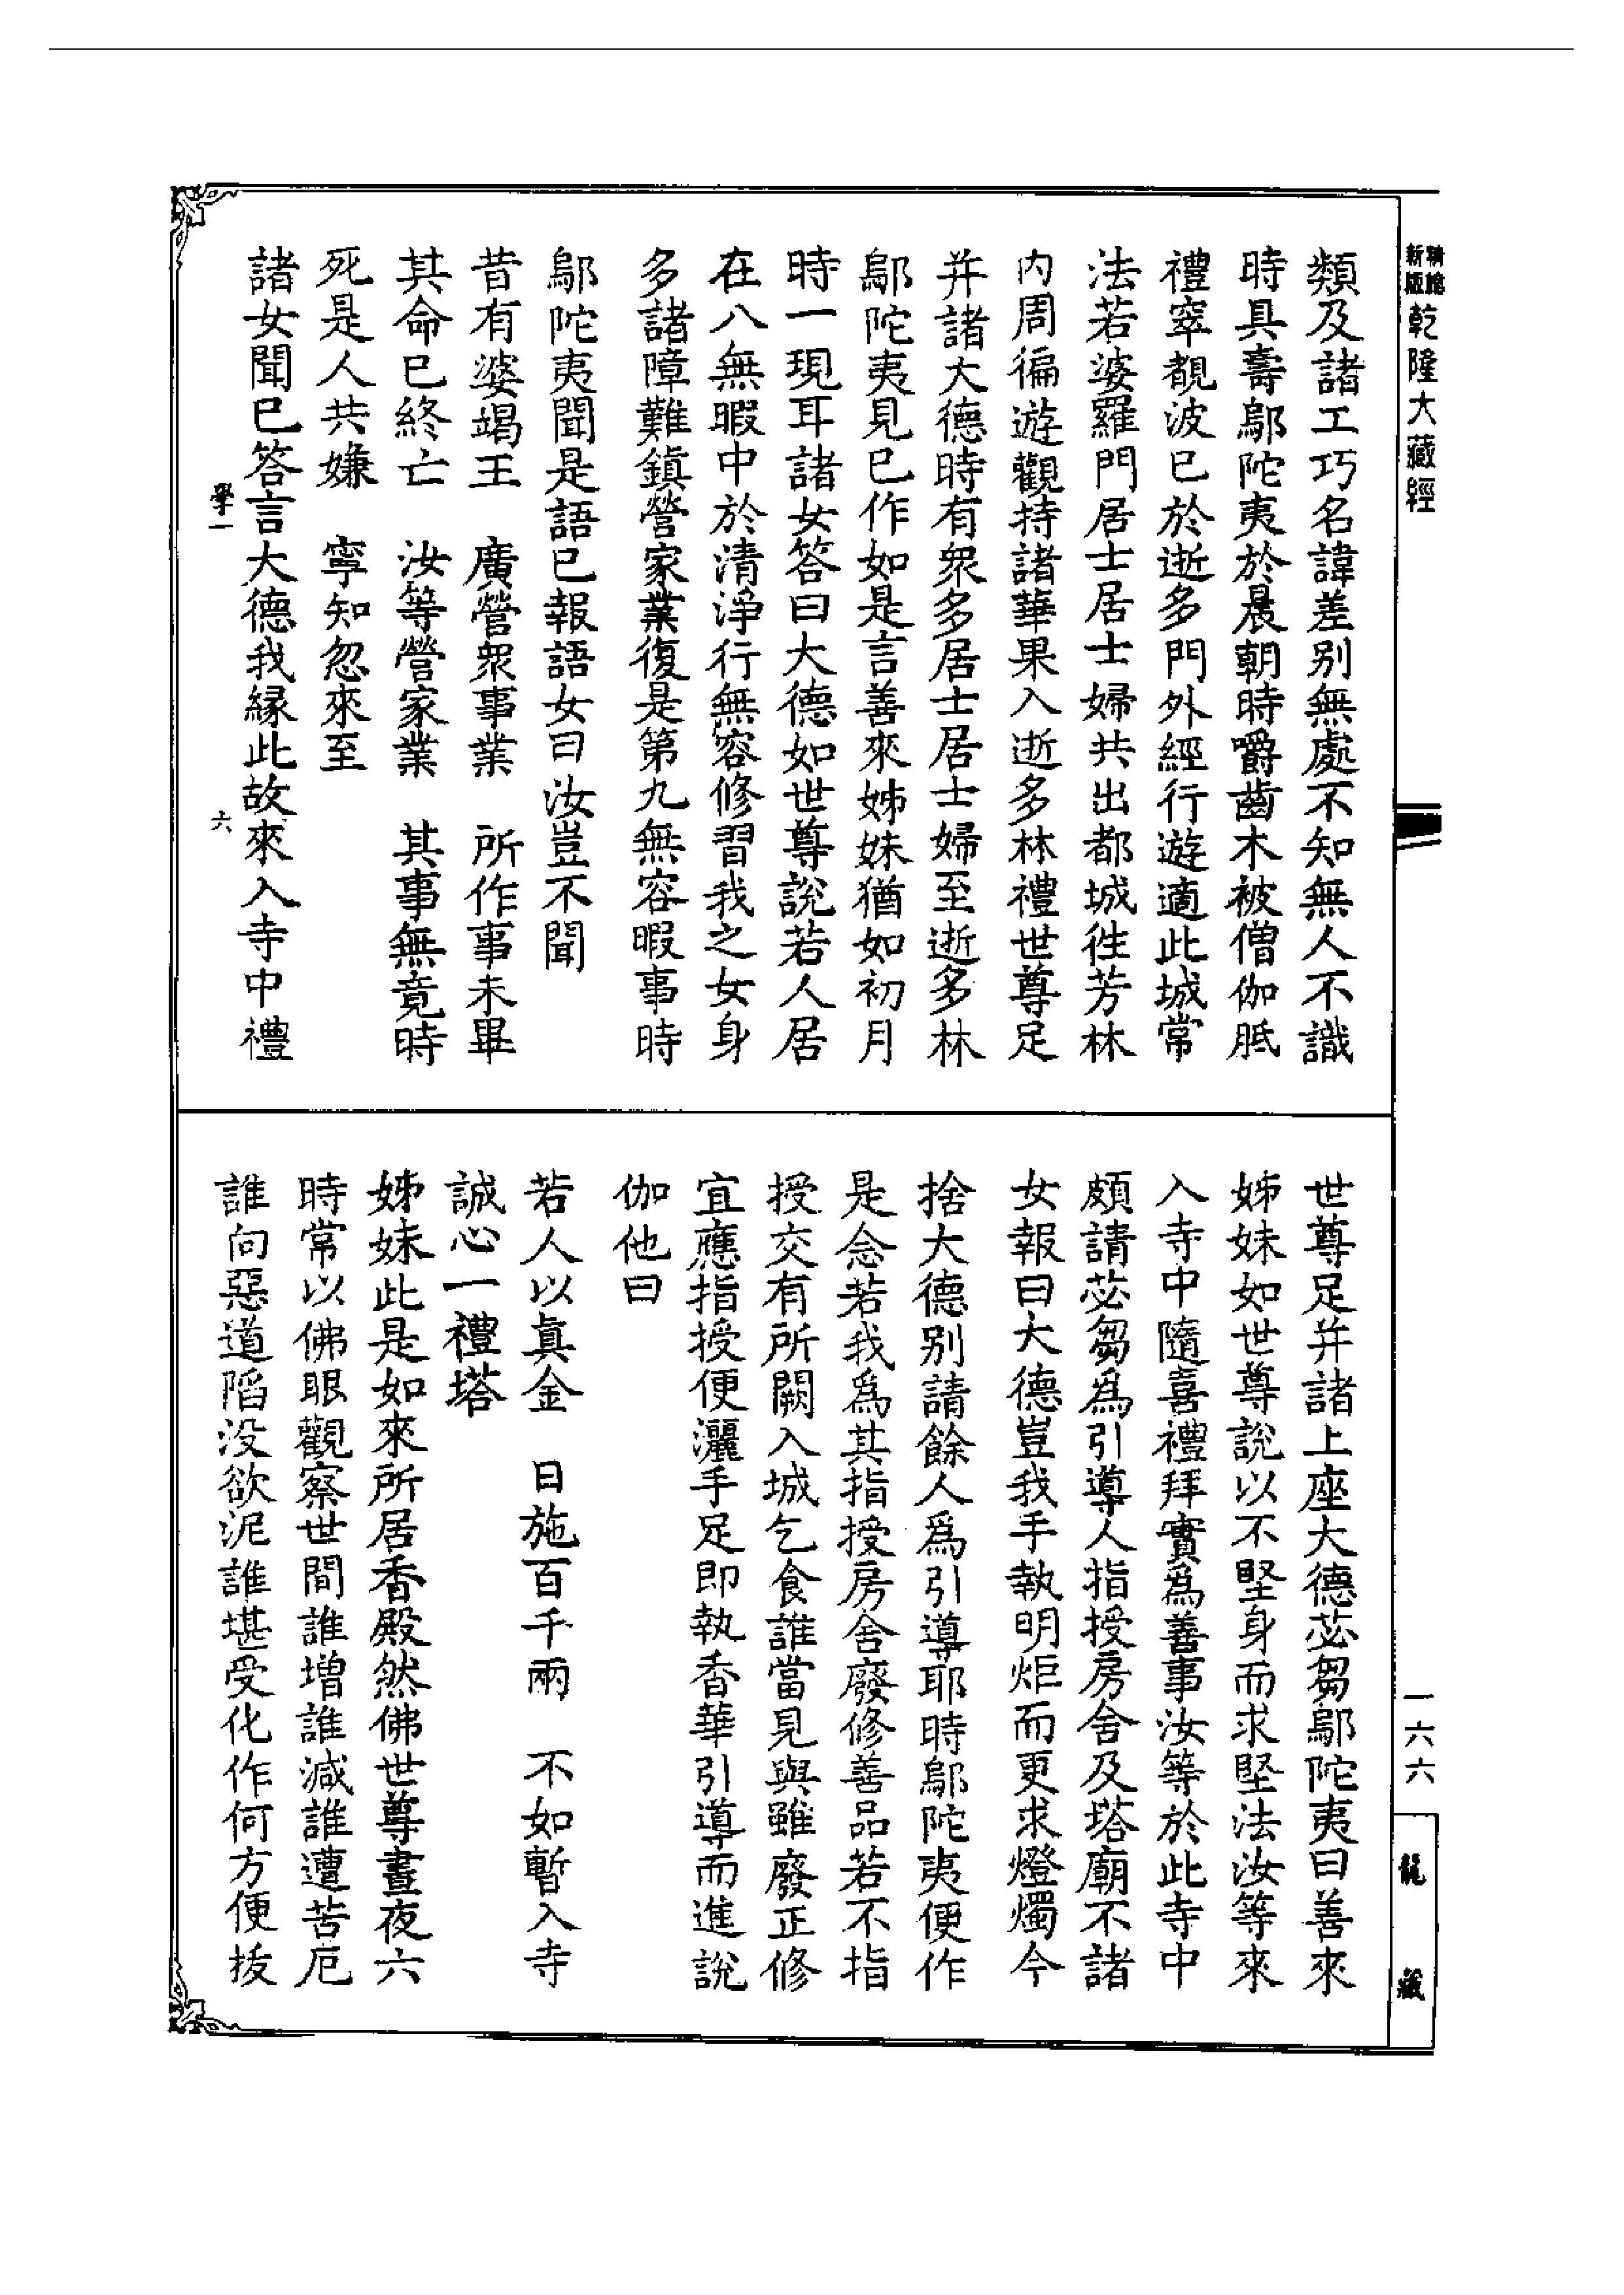 精縮新版乾隆大藏經
類及諸工巧名諱差別無處不知無人不識
時具壽鄔陀夷於晨朝時嚼齒木被僧伽胝
禮窣覩波已於逝多門外經行遊適此城常
法若婆羅門居士居士婦共出都城徃芳林
内周徧遊觀持諸華果入逝多林禮世尊足
并諸大德時有衆多居士居士婦至逝多林
鄔陀夷見已作如是言善來姊妹猶如初月
時一現耳諸女答曰大德如世尊說若人居
在八無暇中於清淨行無容修習我之女身
多諸障難鎮營家業復是第九無容暇事時
鄔陀夷聞是語已報語女曰汝豈不聞
昔有婆竭王　廣營衆事業　所作事未畢
其命已終亡　汝等營家業　其事無竟時
死是人共嫌　寧知忽來至
諸女聞已答言大德我緣此故來入寺中禮
學一　六
世尊足并諸上座大德苾芻鄔陀夷曰善來
姊妹如世尊說以不堅身而求堅法汝等來
入寺中隨喜禮拜實爲善事汝等於此寺中
頗請苾芻爲引導人指授房舍及塔廟不諸
女報曰大德豈我手執明炬而更求燈燭今
捨大德別請餘人爲引導耶時鄔陀夷便作
是念若我爲其指授房舍廢修善品若不指
授交有所闕入城乞食誰當見與雖廢正修
宜應指授便灑手足即執香華引導而進說
伽他曰
若人以眞金　日施百千兩　不如暫入寺
誠心一禮塔
姊妹此是如來所居香殿然佛世尊晝夜六
時常以佛眼觀察世間誰增誰減誰遭苦厄
誰向惡道陷没欲泥誰堪受化作何方便拔
一六六
龍藏